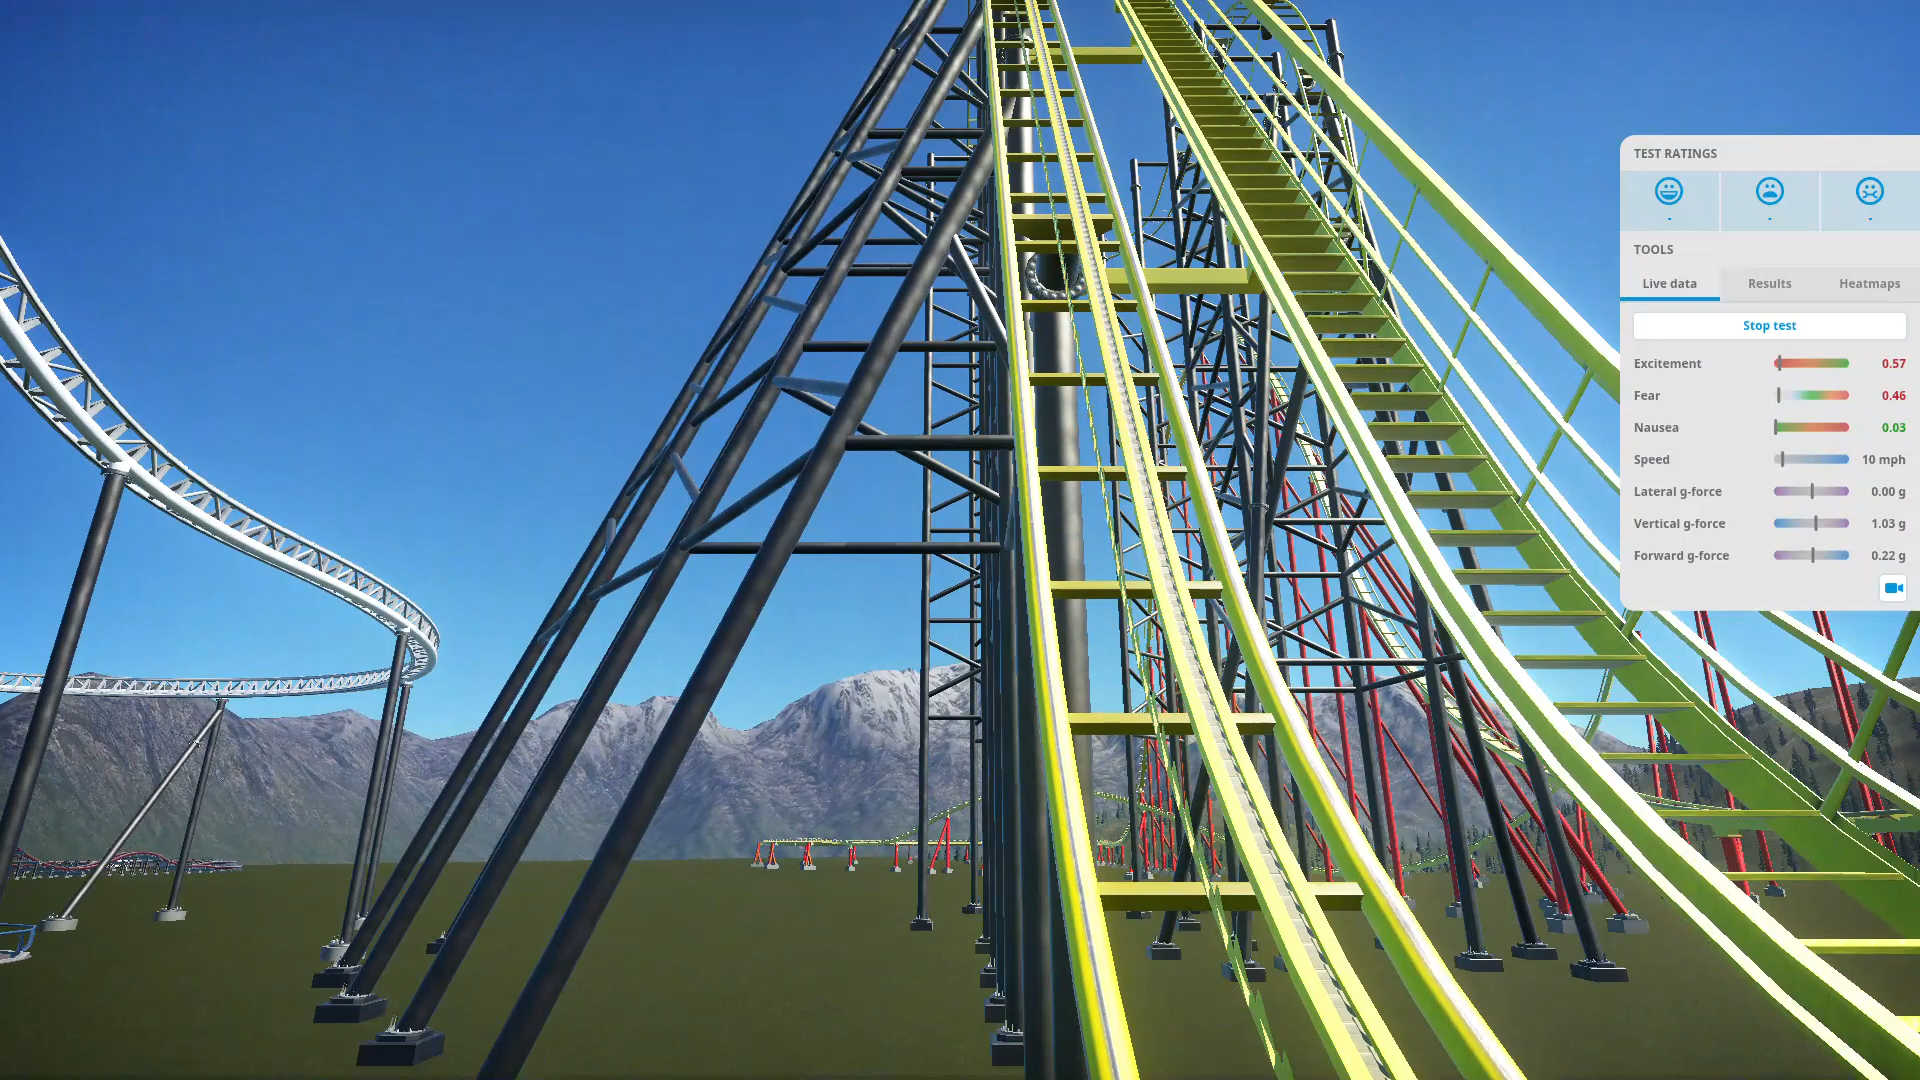 TEST RATINGS
- - -
TOOLS
Live data Results Heatmaps
Stop test
Excitement 0.57
Fear 0.46
Nausea 0.03
Speed 10 mph
Lateral g-force 0.00 g
Vertical g-force 1.03 g
Forward g-force 0.22 g